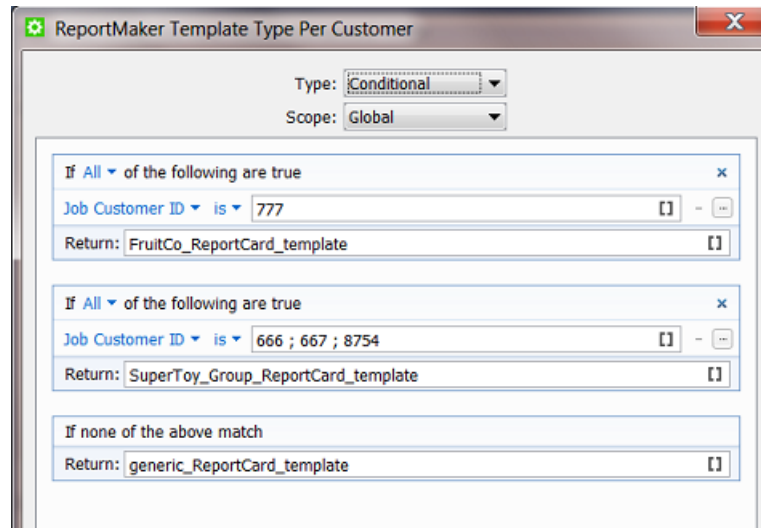 ReportMaker Template Type Per Customer
Type: Conditional
Scope: Global
If All of the following are true
Job Customer ID is 777
Return: FruitCo_ReportCard_template
If All of the following are true
Job Customer ID is 666 ; 667 ; 8754
Return: SuperToy_Group_ReportCard_template
If none of the above match
Return: generic_ReportCard_template